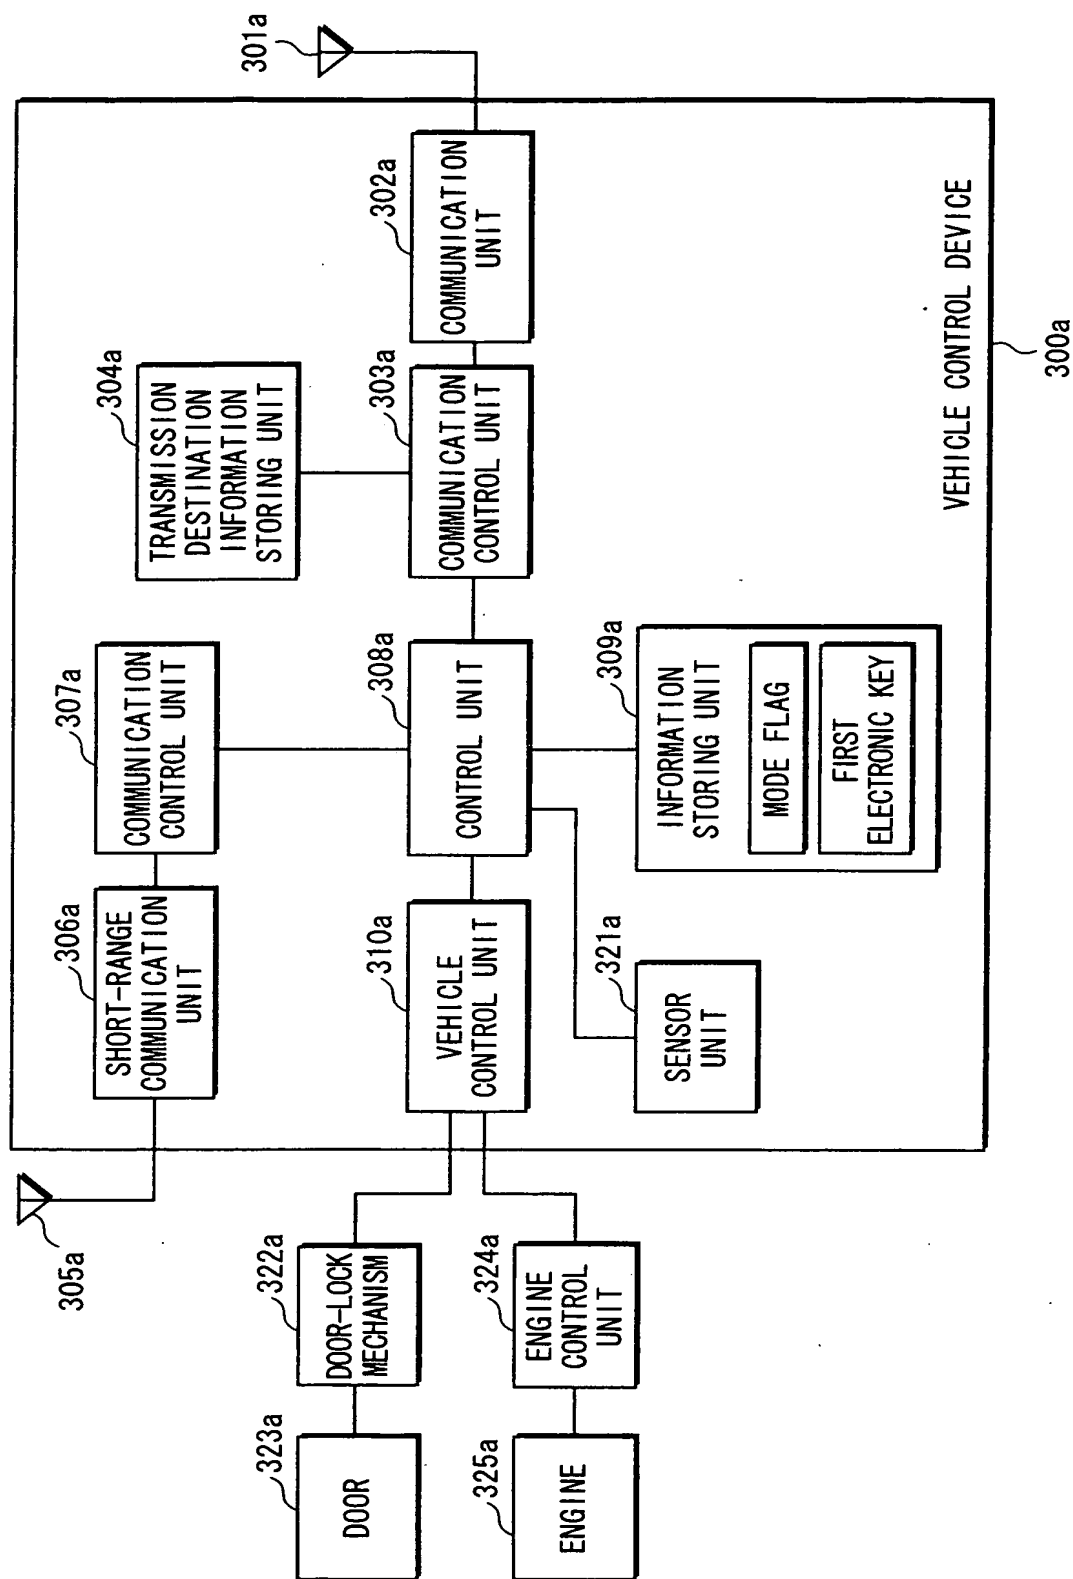 301a
302a
COMMUNICATION
UNIT
303a
COMMUNICATION
CONTROL UNIT
304a
TRANSMISSION
DESTINATION
INFORMATION
STORING UNIT
305a
306a
SHORT-RANGE
COMMUNICATION
UNIT
307a
COMMUNICATION
CONTROL UNIT
308a
CONTROL UNIT
309a
INFORMATION
STORING UNIT
MODE FLAG
FIRST
ELECTRONIC KEY
310a
VEHICLE
CONTROL UNIT
321a
SENSOR
UNIT
322a
DOOR-LOCK
MECHANISM
323a
DOOR
324a
ENGINE
CONTROL
UNIT
325a
ENGINE
VEHICLE CONTROL DEVICE
300a